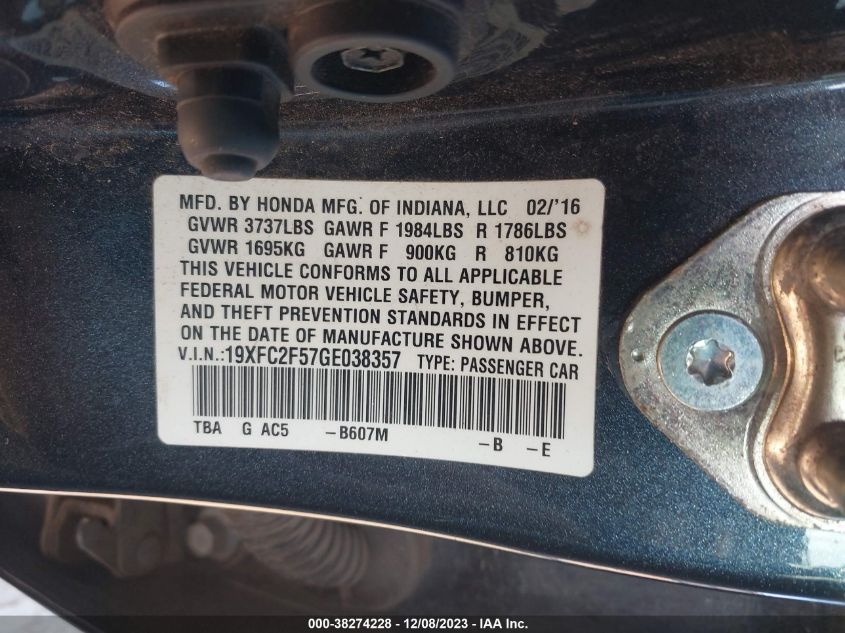 MFD. BY HONDA MFG. OF INDIANA, LLC 02/'16
GVWR 3737LBS GAWR F 1984LBS R 1786LBS
GVWR 1695KG GAWR F 900KG R 810KG
THIS VEHICLE CONFORMS TO ALL APPLICABLE
FEDERAL MOTOR VEHICLE SAFETY, BUMPER,
AND THEFT PREVENTION STANDARDS IN EFFECT
ON THE DATE OF MANUFACTURE SHOWN ABOVE.
V.I.N.:19XFC2F57GE038357 TYPE: PASSENGER CAR
TBA G AC5 -B607M -B -E
000-38274228 - 12/08/2023 - IAA Inc.